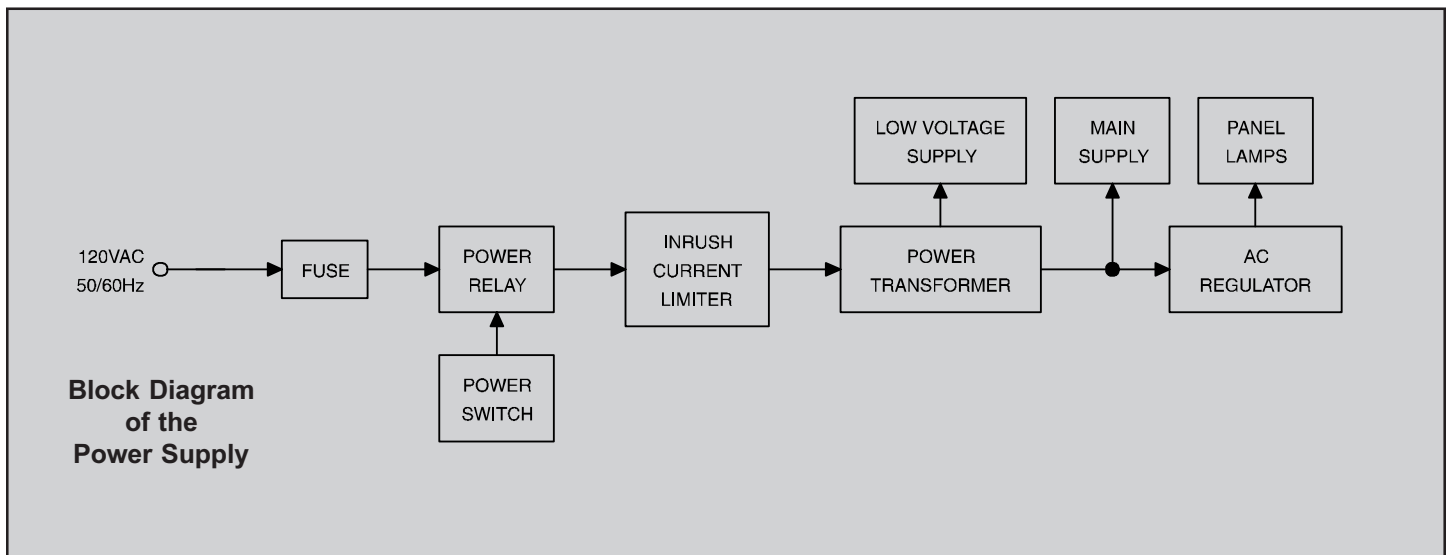 LOW VOLTAGE
SUPPLY
MAIN
SUPPLY
PANEL
LAMPS
120VAC
50/60Hz
FUSE
POWER
RELAY
INRUSH
CURRENT
LIMITER
POWER
TRANSFORMER
AC
REGULATOR
POWER
SWITCH
Block Diagram
of the
Power Supply